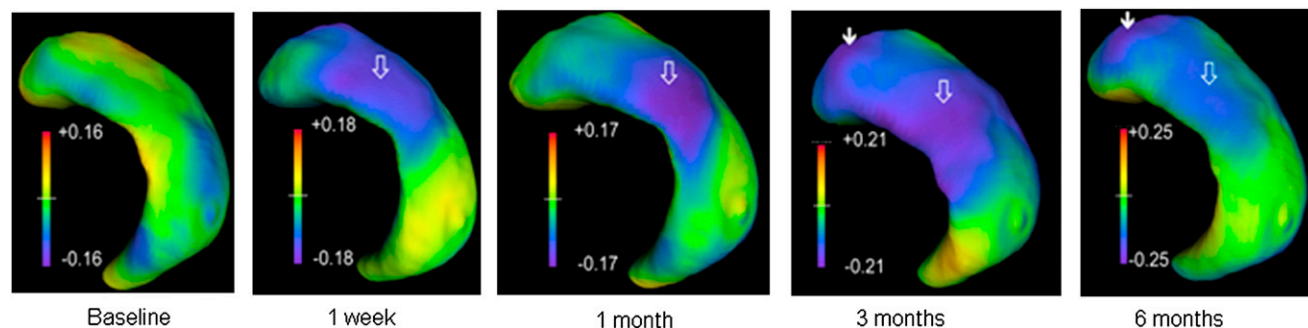 +0.16
-0.16
Baseline
+0.18
-0.18
1 week
+0.17
-0.17
1 month
+0.21
-0.21
3 months
+0.25
-0.25
6 months